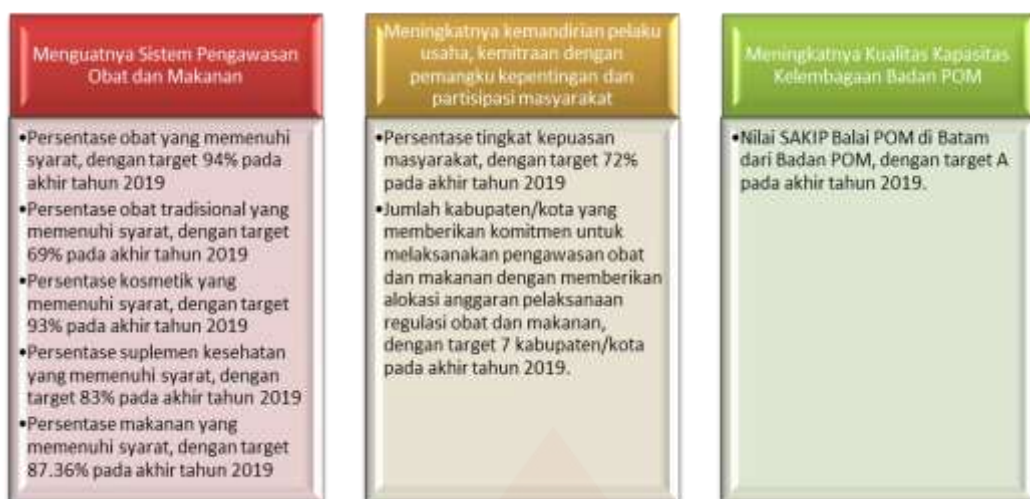 Menguatnya Sistem Pengawasan
Obat dan Makanan
•Persentase obat yang memenuhi
syarat, dengan target 94% pada
akhir tahun 2019
•Persentase obat tradisional yang
memenuhi syarat, dengan target
69% pada akhir tahun 2019
•Persentase kosmetik yang
memenuhi syarat, dengan target
93% pada akhir tahun 2019
•Persentase suplemen kesehatan
yang memenuhi syarat, dengan
target 83% pada akhir tahun 2019
•Persentase makanan yang
memenuhi syarat, dengan target
87.36% pada akhir tahun 2019
Meningkatnya kemandirian pelaku
usaha, kemitraan dengan
pemangku kepentingan dan
partisipasi masyarakat
•Persentase tingkat kepuasan
masyarakat, dengan target 72%
pada akhir tahun 2019
•Jumlah kabupaten/kota yang
memberikan komitmen untuk
melaksanakan pengawasan obat
dan makanan dengan memberikan
alokasi anggaran pelaksanaan
regulasi obat dan makanan,
dengan target 7 kabupaten/kota
pada akhir tahun 2019.
Meningkatnya Kualitas Kapasitas
Kelembagaan Badan POM
•Nilai SAKIP Balai POM di Batam
dari Badan POM, dengan target A
pada akhir tahun 2019.